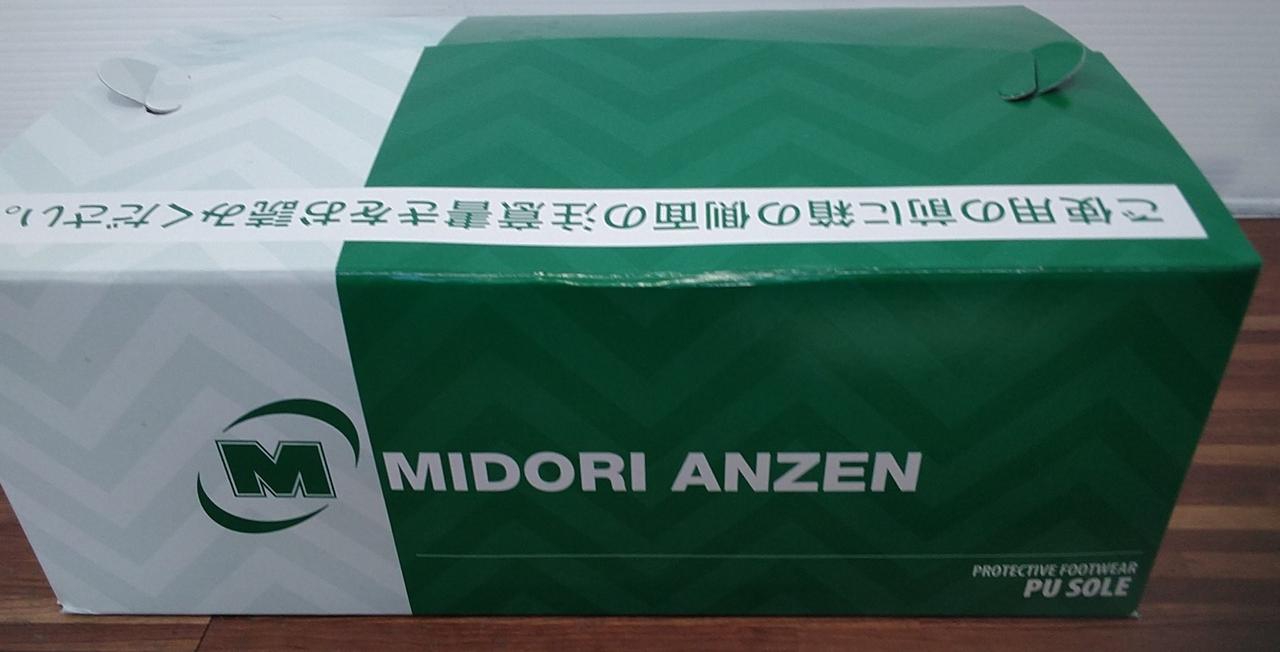 ご使用の前に箱の側面の注意書きをお読みください。
M
MIDORI ANZEN
PROTECTIVE FOOTWEAR
PU SOLE